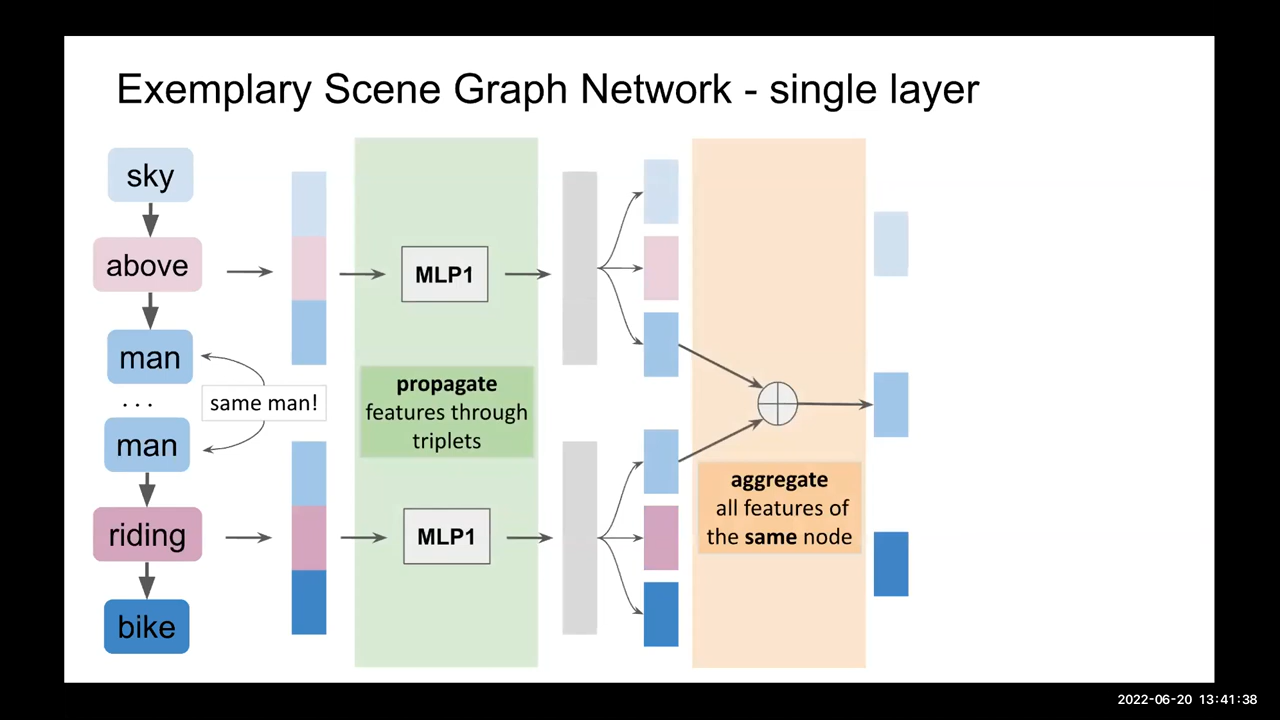 Exemplary Scene Graph Network - single layer
sky
above
man
same man!
. . .
man
riding
bike
MLP1
propagate
features through
triplets
MLP1
aggregate
all features of
the same node
2022-06-20 13:41:38